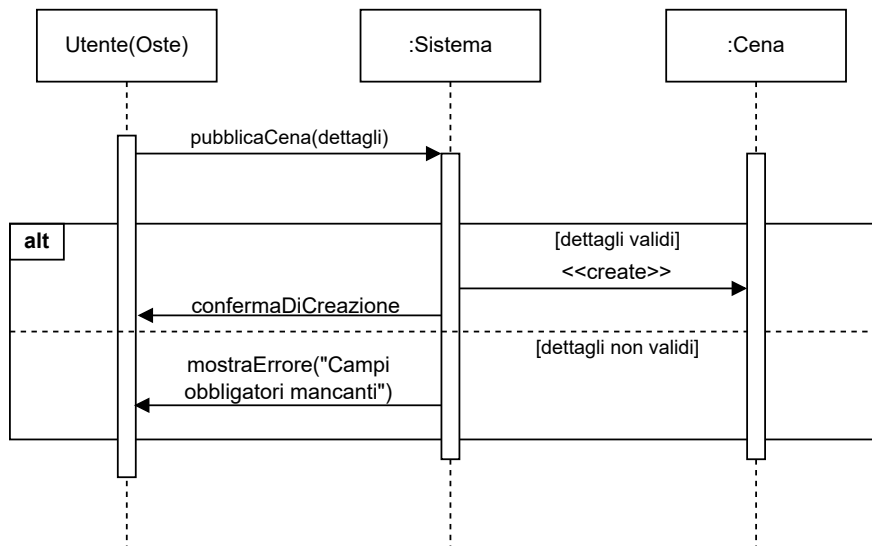 Utente(Oste)
:Sistema
:Cena
pubblicaCena(dettagli)
alt
[dettagli validi]
<<create>>
confermaDiCreazione
[dettagli non validi]
mostraErrore("Campi
obbligatori mancanti")